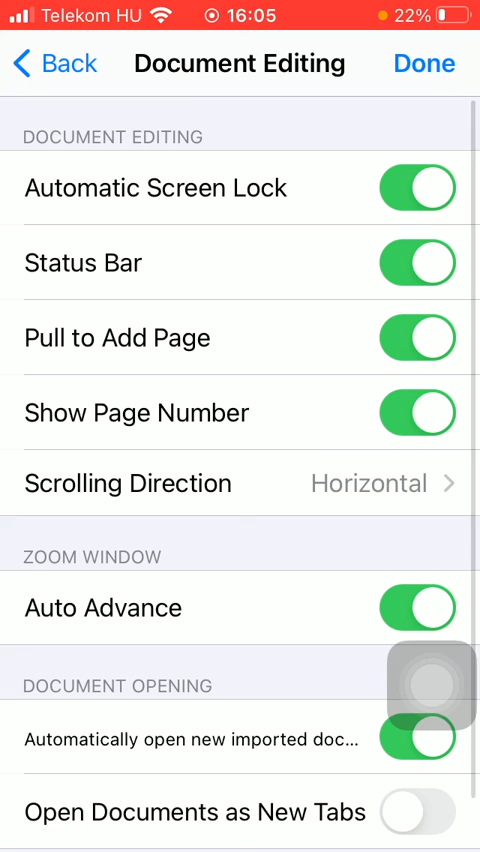 Telekom HU 16:05 22%
Back Document Editing Done
DOCUMENT EDITING
Automatic Screen Lock
Status Bar
Pull to Add Page
Show Page Number
Scrolling Direction Horizontal
ZOOM WINDOW
Auto Advance
DOCUMENT OPENING
Automatically open new imported doc...
Open Documents as New Tabs